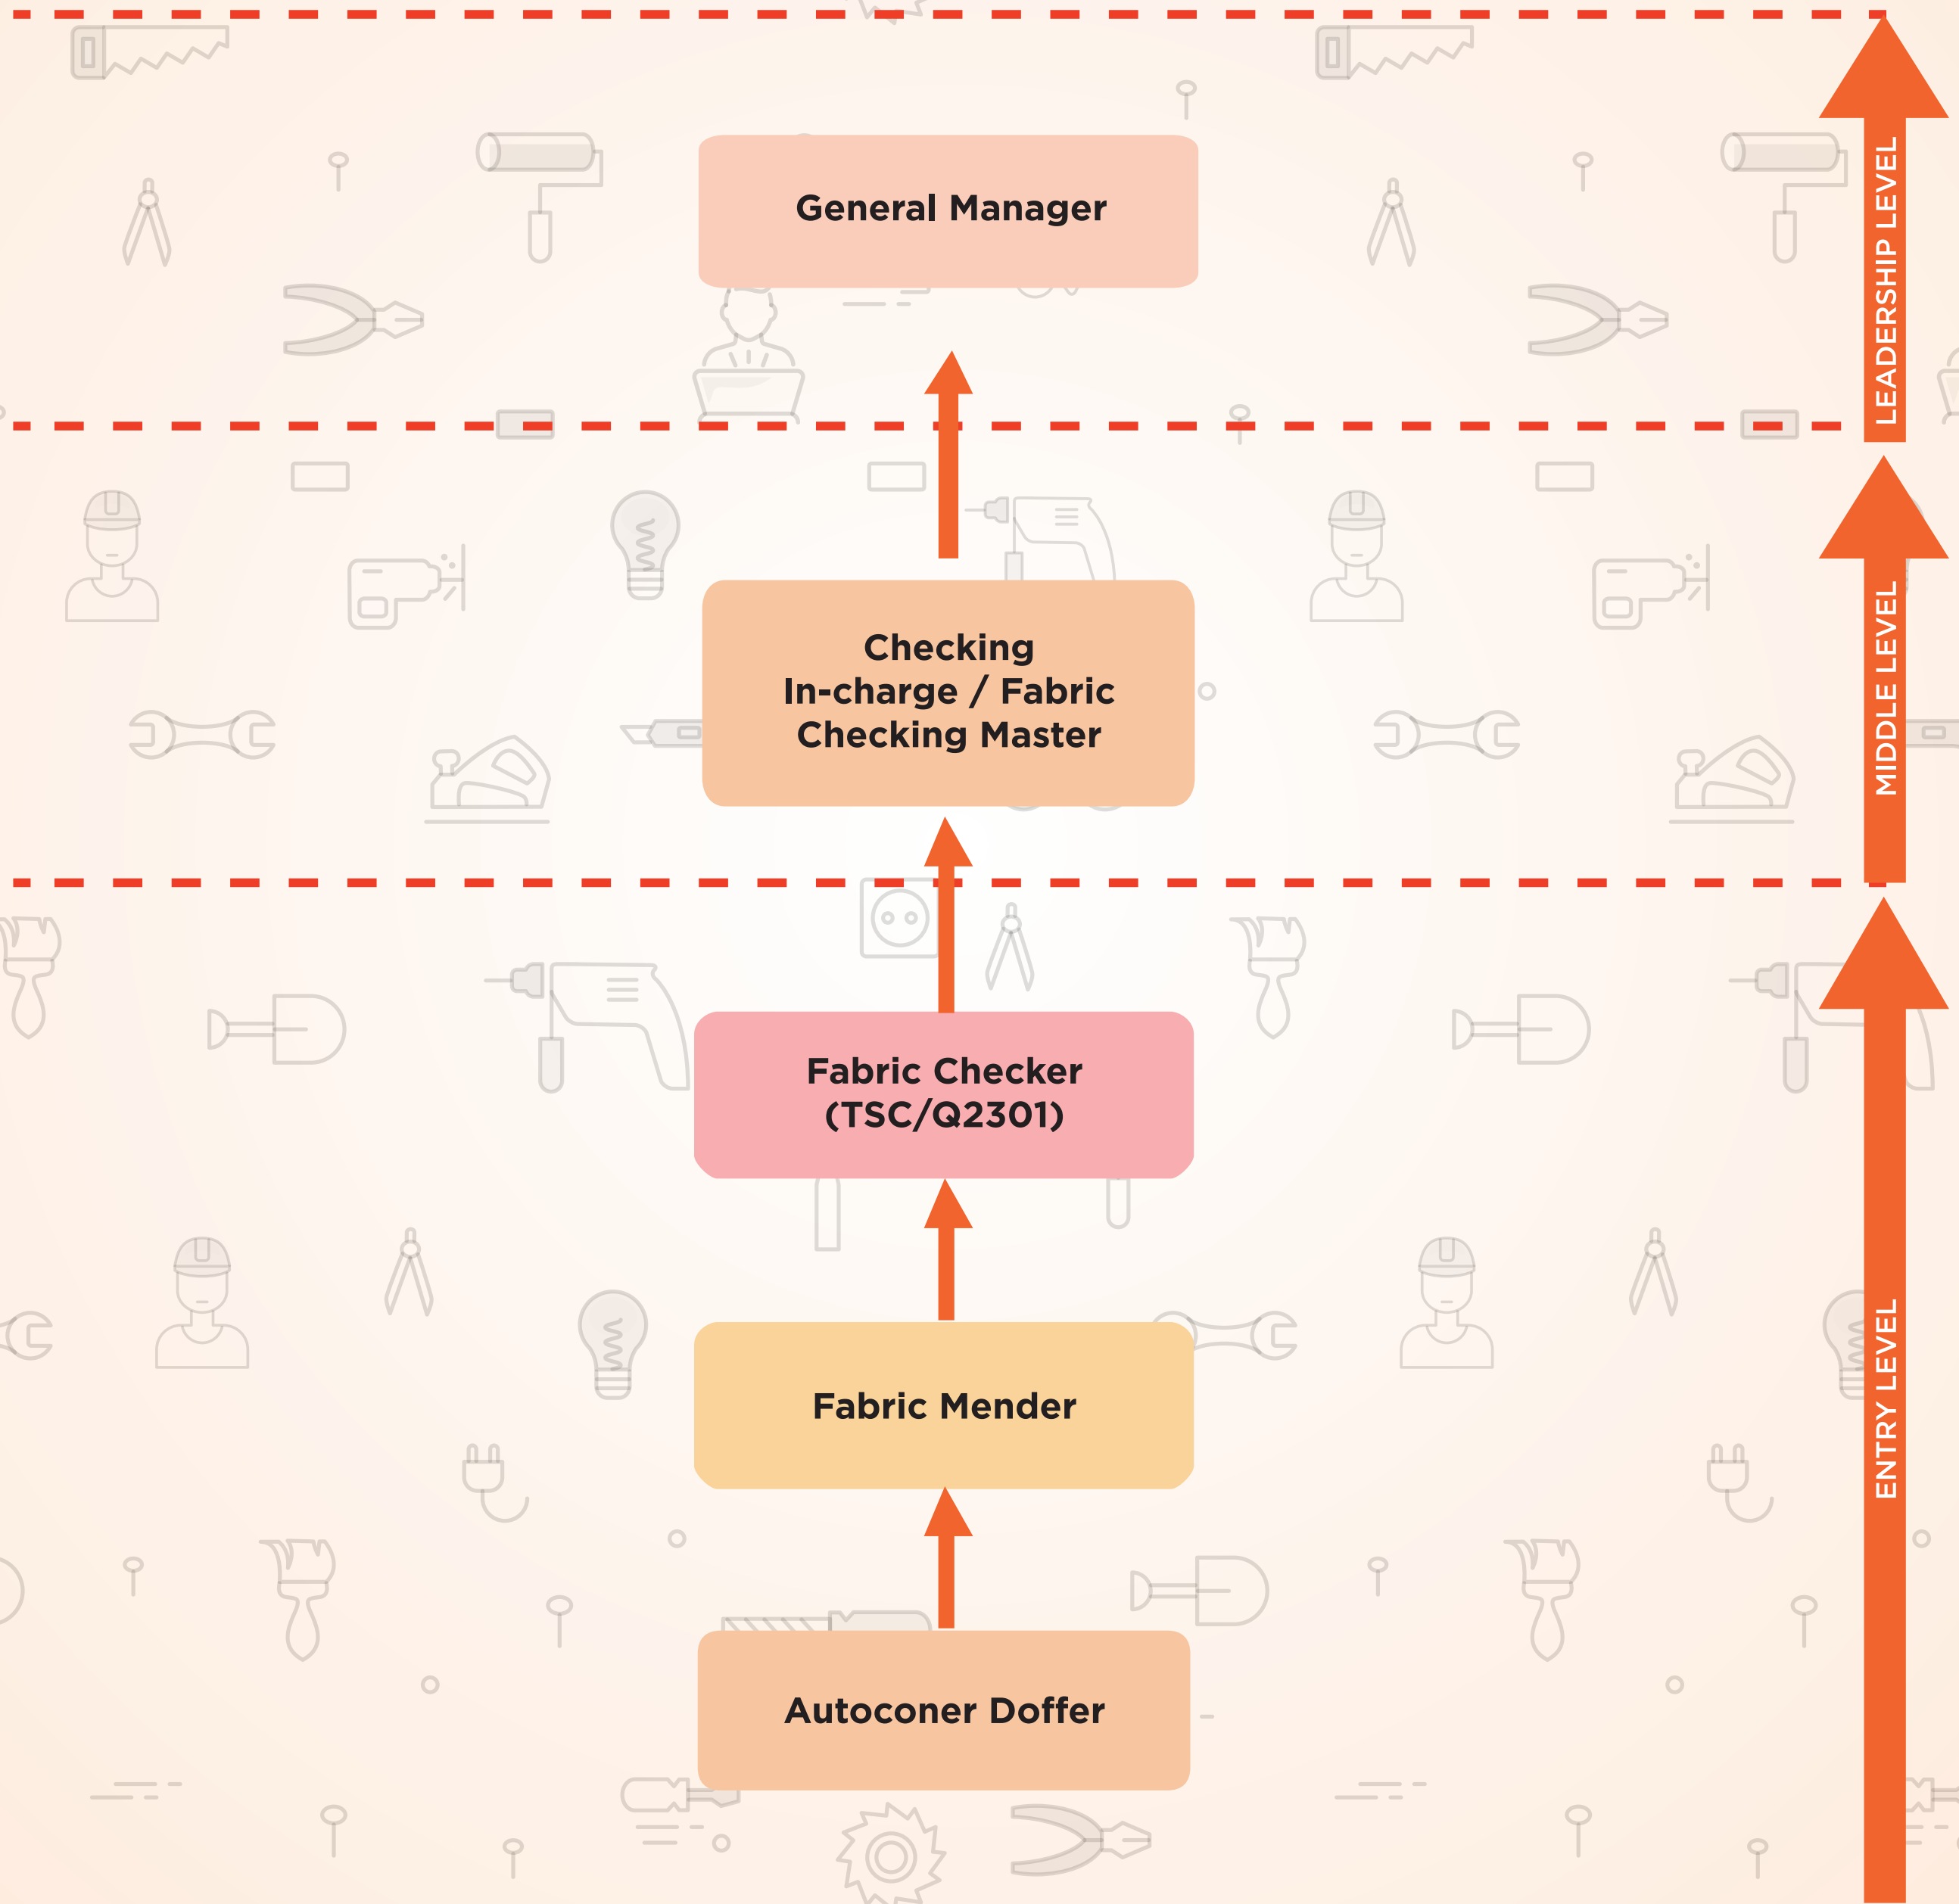 General Manager
LEADERSHIP LEVEL
Checking
In-charge / Fabric
Checking Master
MIDDLE LEVEL
Fabric Checker
(TSC/Q2301)
Fabric Mender
ENTRY LEVEL
Autoconer Doffer